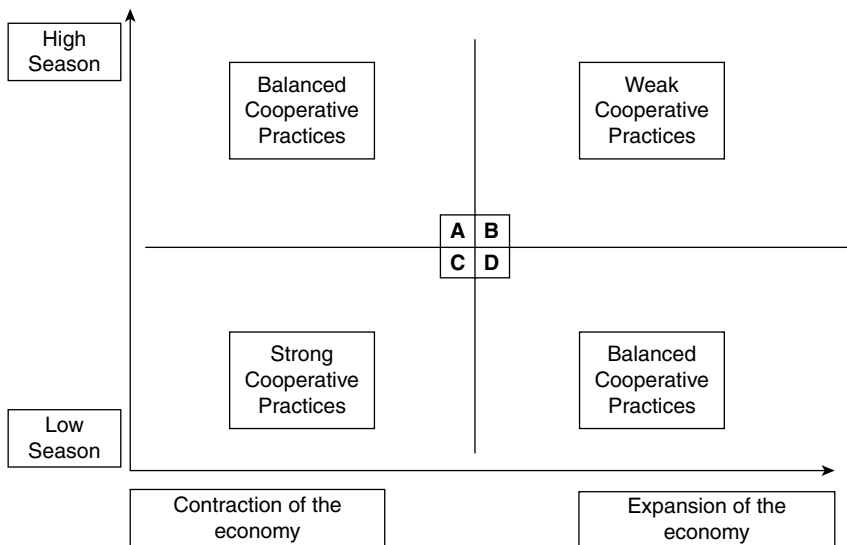 High
Season
Balanced
Cooperative
Practices
Weak
Cooperative
Practices
A B
C D
Strong
Cooperative
Practices
Balanced
Cooperative
Practices
Low
Season
Contraction of the
economy
Expansion of the
economy